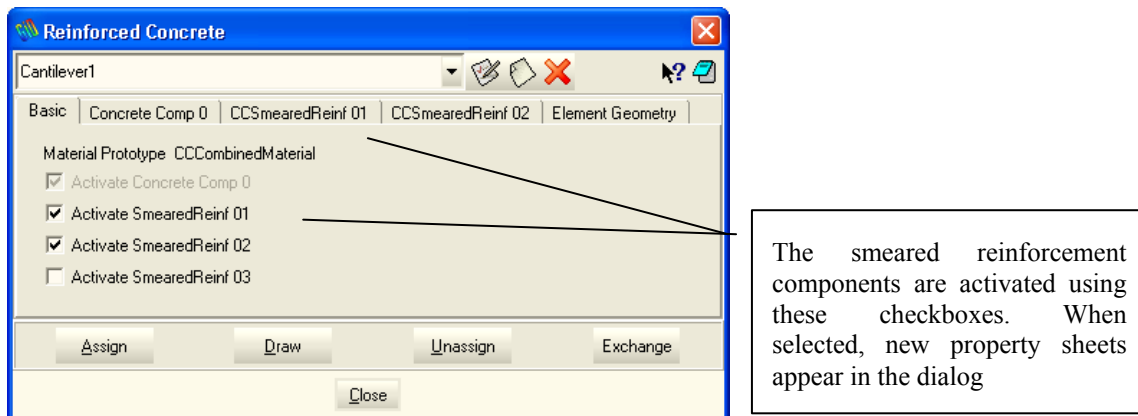 Reinforced Concrete
Cantilever1
Basic Concrete Comp 0 CCSmearedReinf 01 CCSmearedReinf 02 Element Geometry
Material Prototype CCCombinedMaterial
Activate Concrete Comp 0
Activate SmearedReinf 01
Activate SmearedReinf 02
Activate SmearedReinf 03
Assign Draw Unassign Exchange
Close
The smeared reinforcement
components are activated using
these checkboxes. When
selected, new property sheets
appear in the dialog